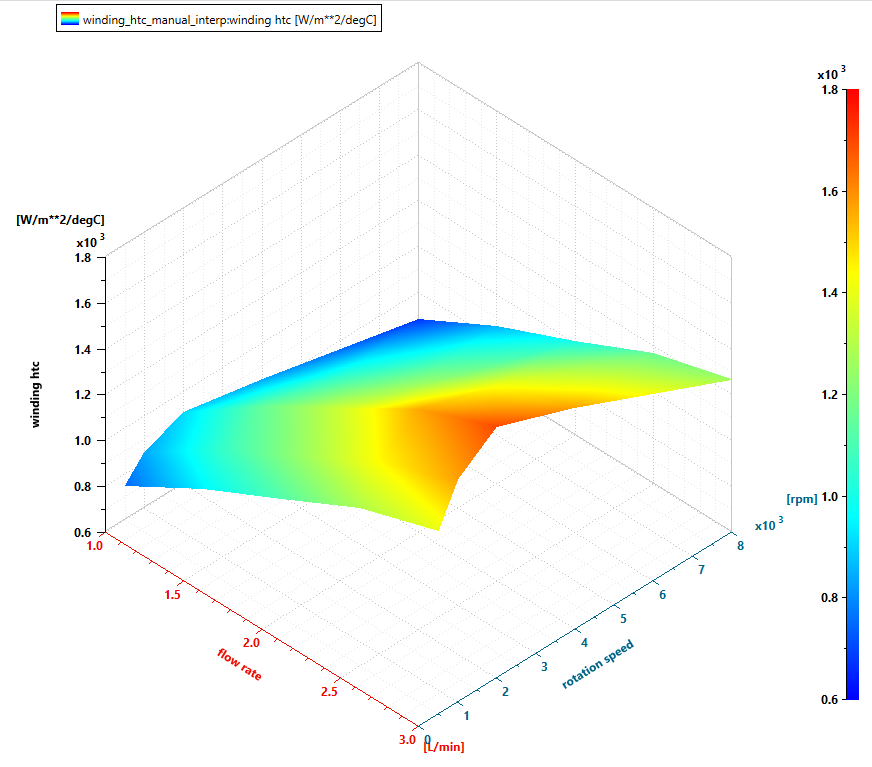 winding_htc_manual_interp:winding htc [W/m**2/degC]
x10 3
1.8
1.6
1.4
1.2
1.0
0.8
0.6
[W/m**2/degC]
x10 3
1.8
1.6
1.4
1.2
1.0
0.8
0.6
winding htc
1.0
1.5
2.0
2.5
3.0
flow rate
[L/min]
0
1
2
3
4
5
6
7
8
rotation speed
[rpm]
x10 3